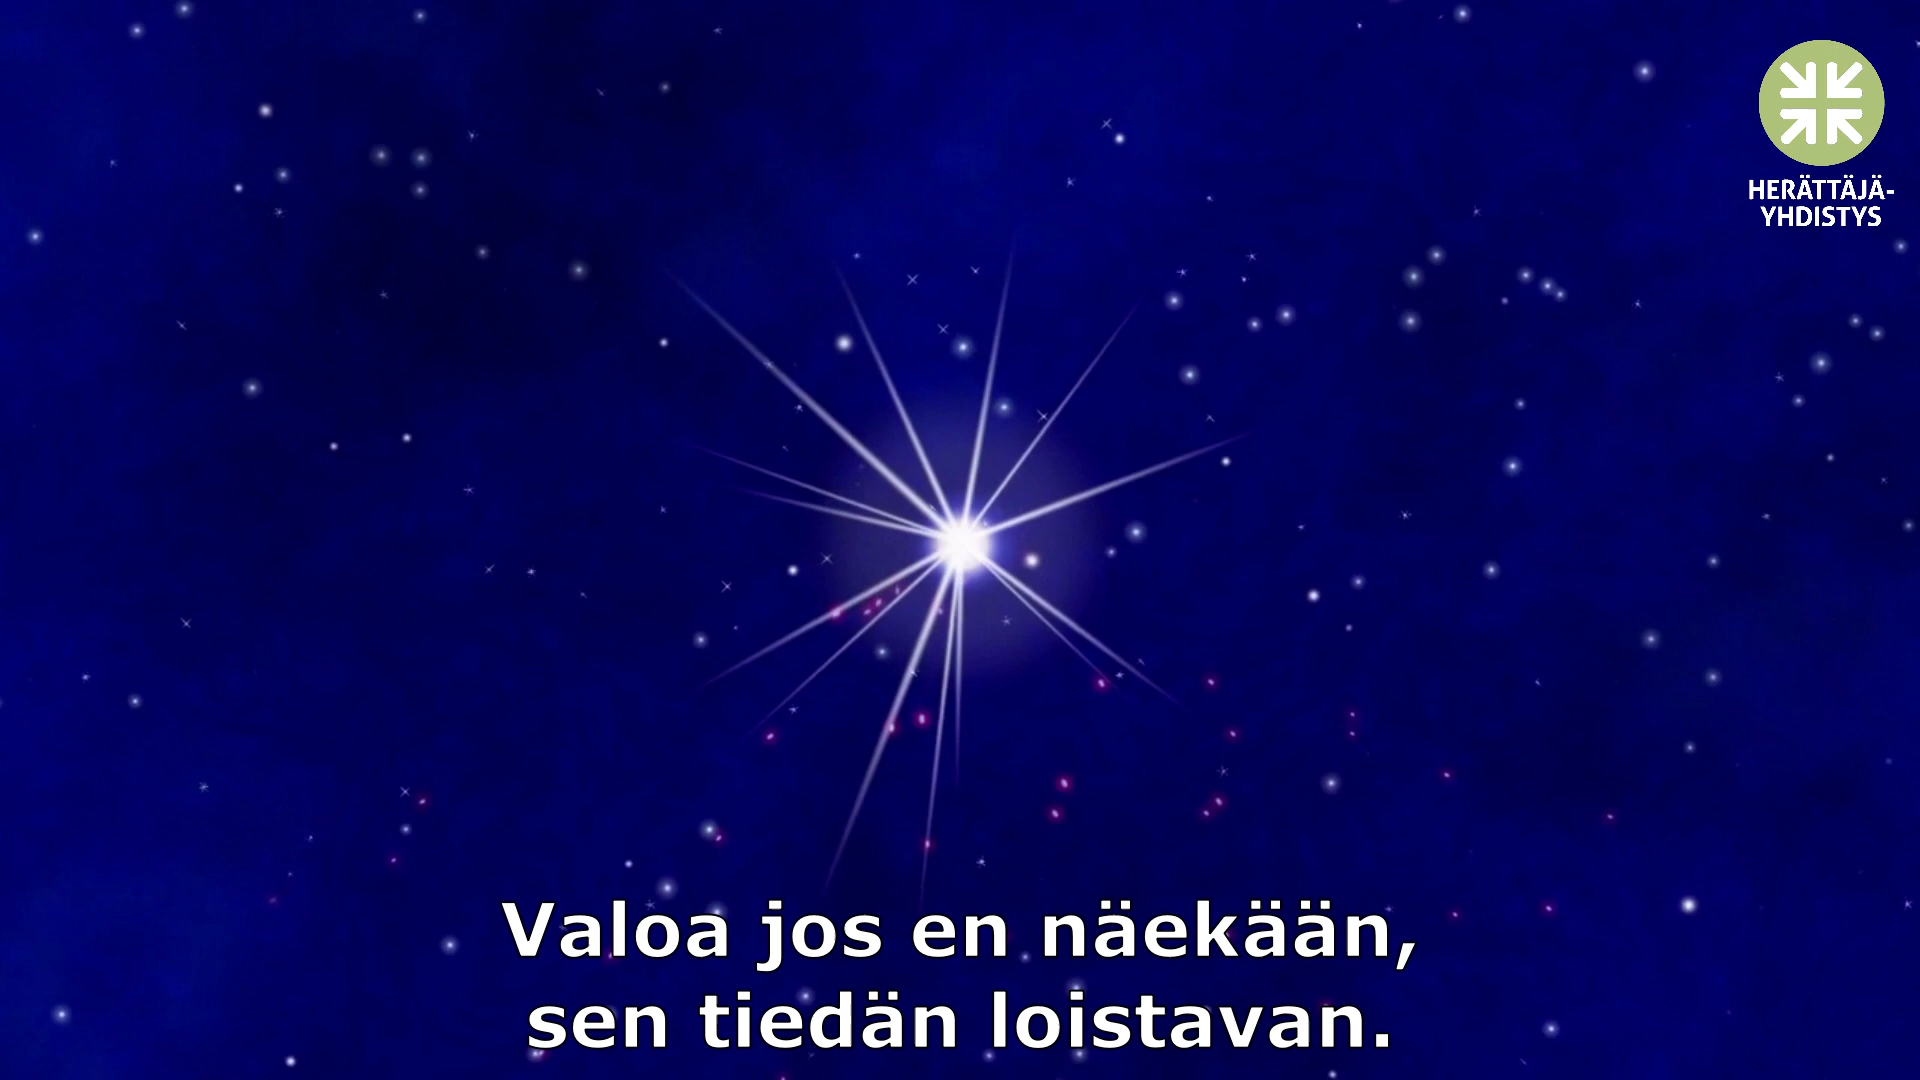 HERÄTTÄJÄ-
YHDISTYS
Valoa jos en näekään,
sen tiedän loistavan.